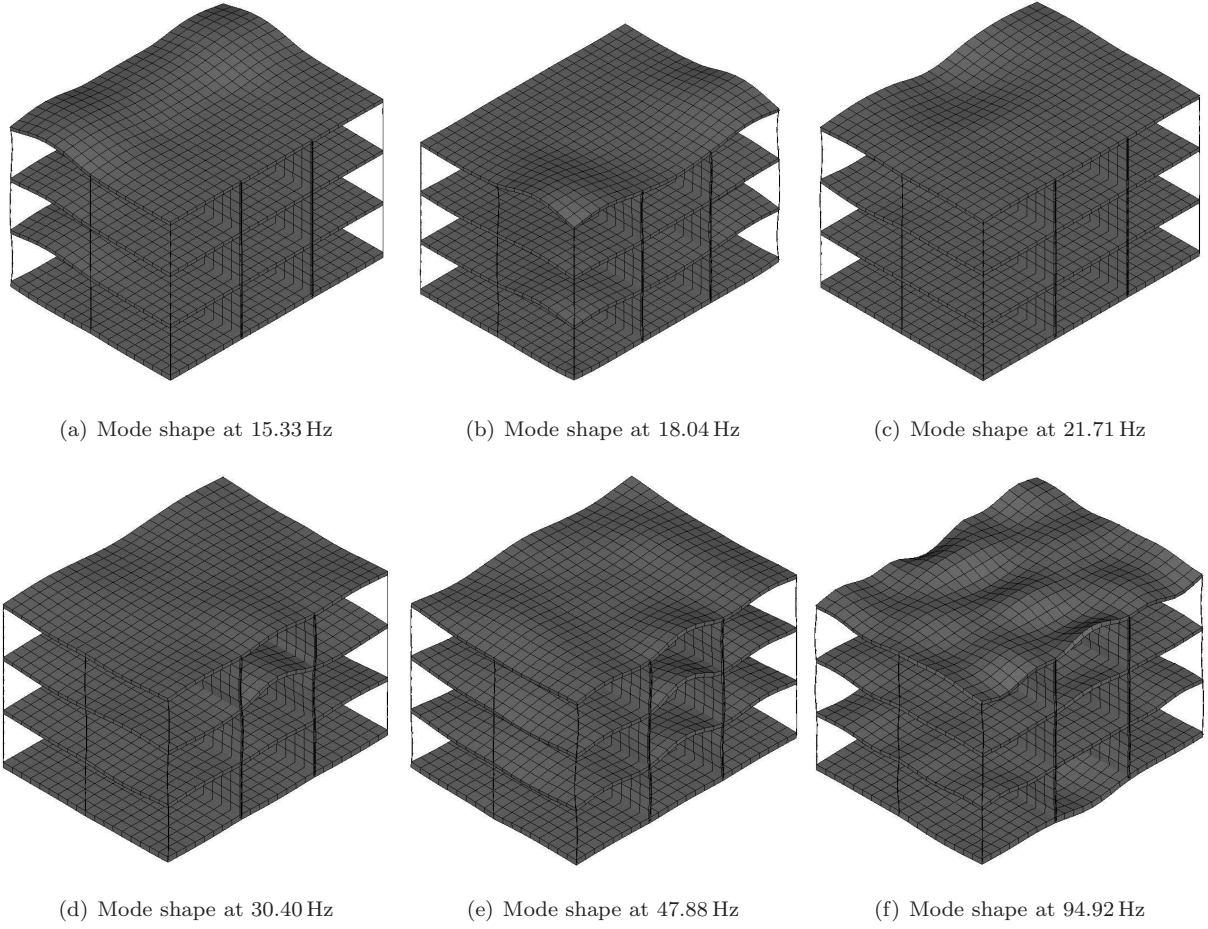 (a) Mode shape at 15.33 Hz
(b) Mode shape at 18.04 Hz
(c) Mode shape at 21.71 Hz
(d) Mode shape at 30.40 Hz
(e) Mode shape at 47.88 Hz
(f) Mode shape at 94.92 Hz